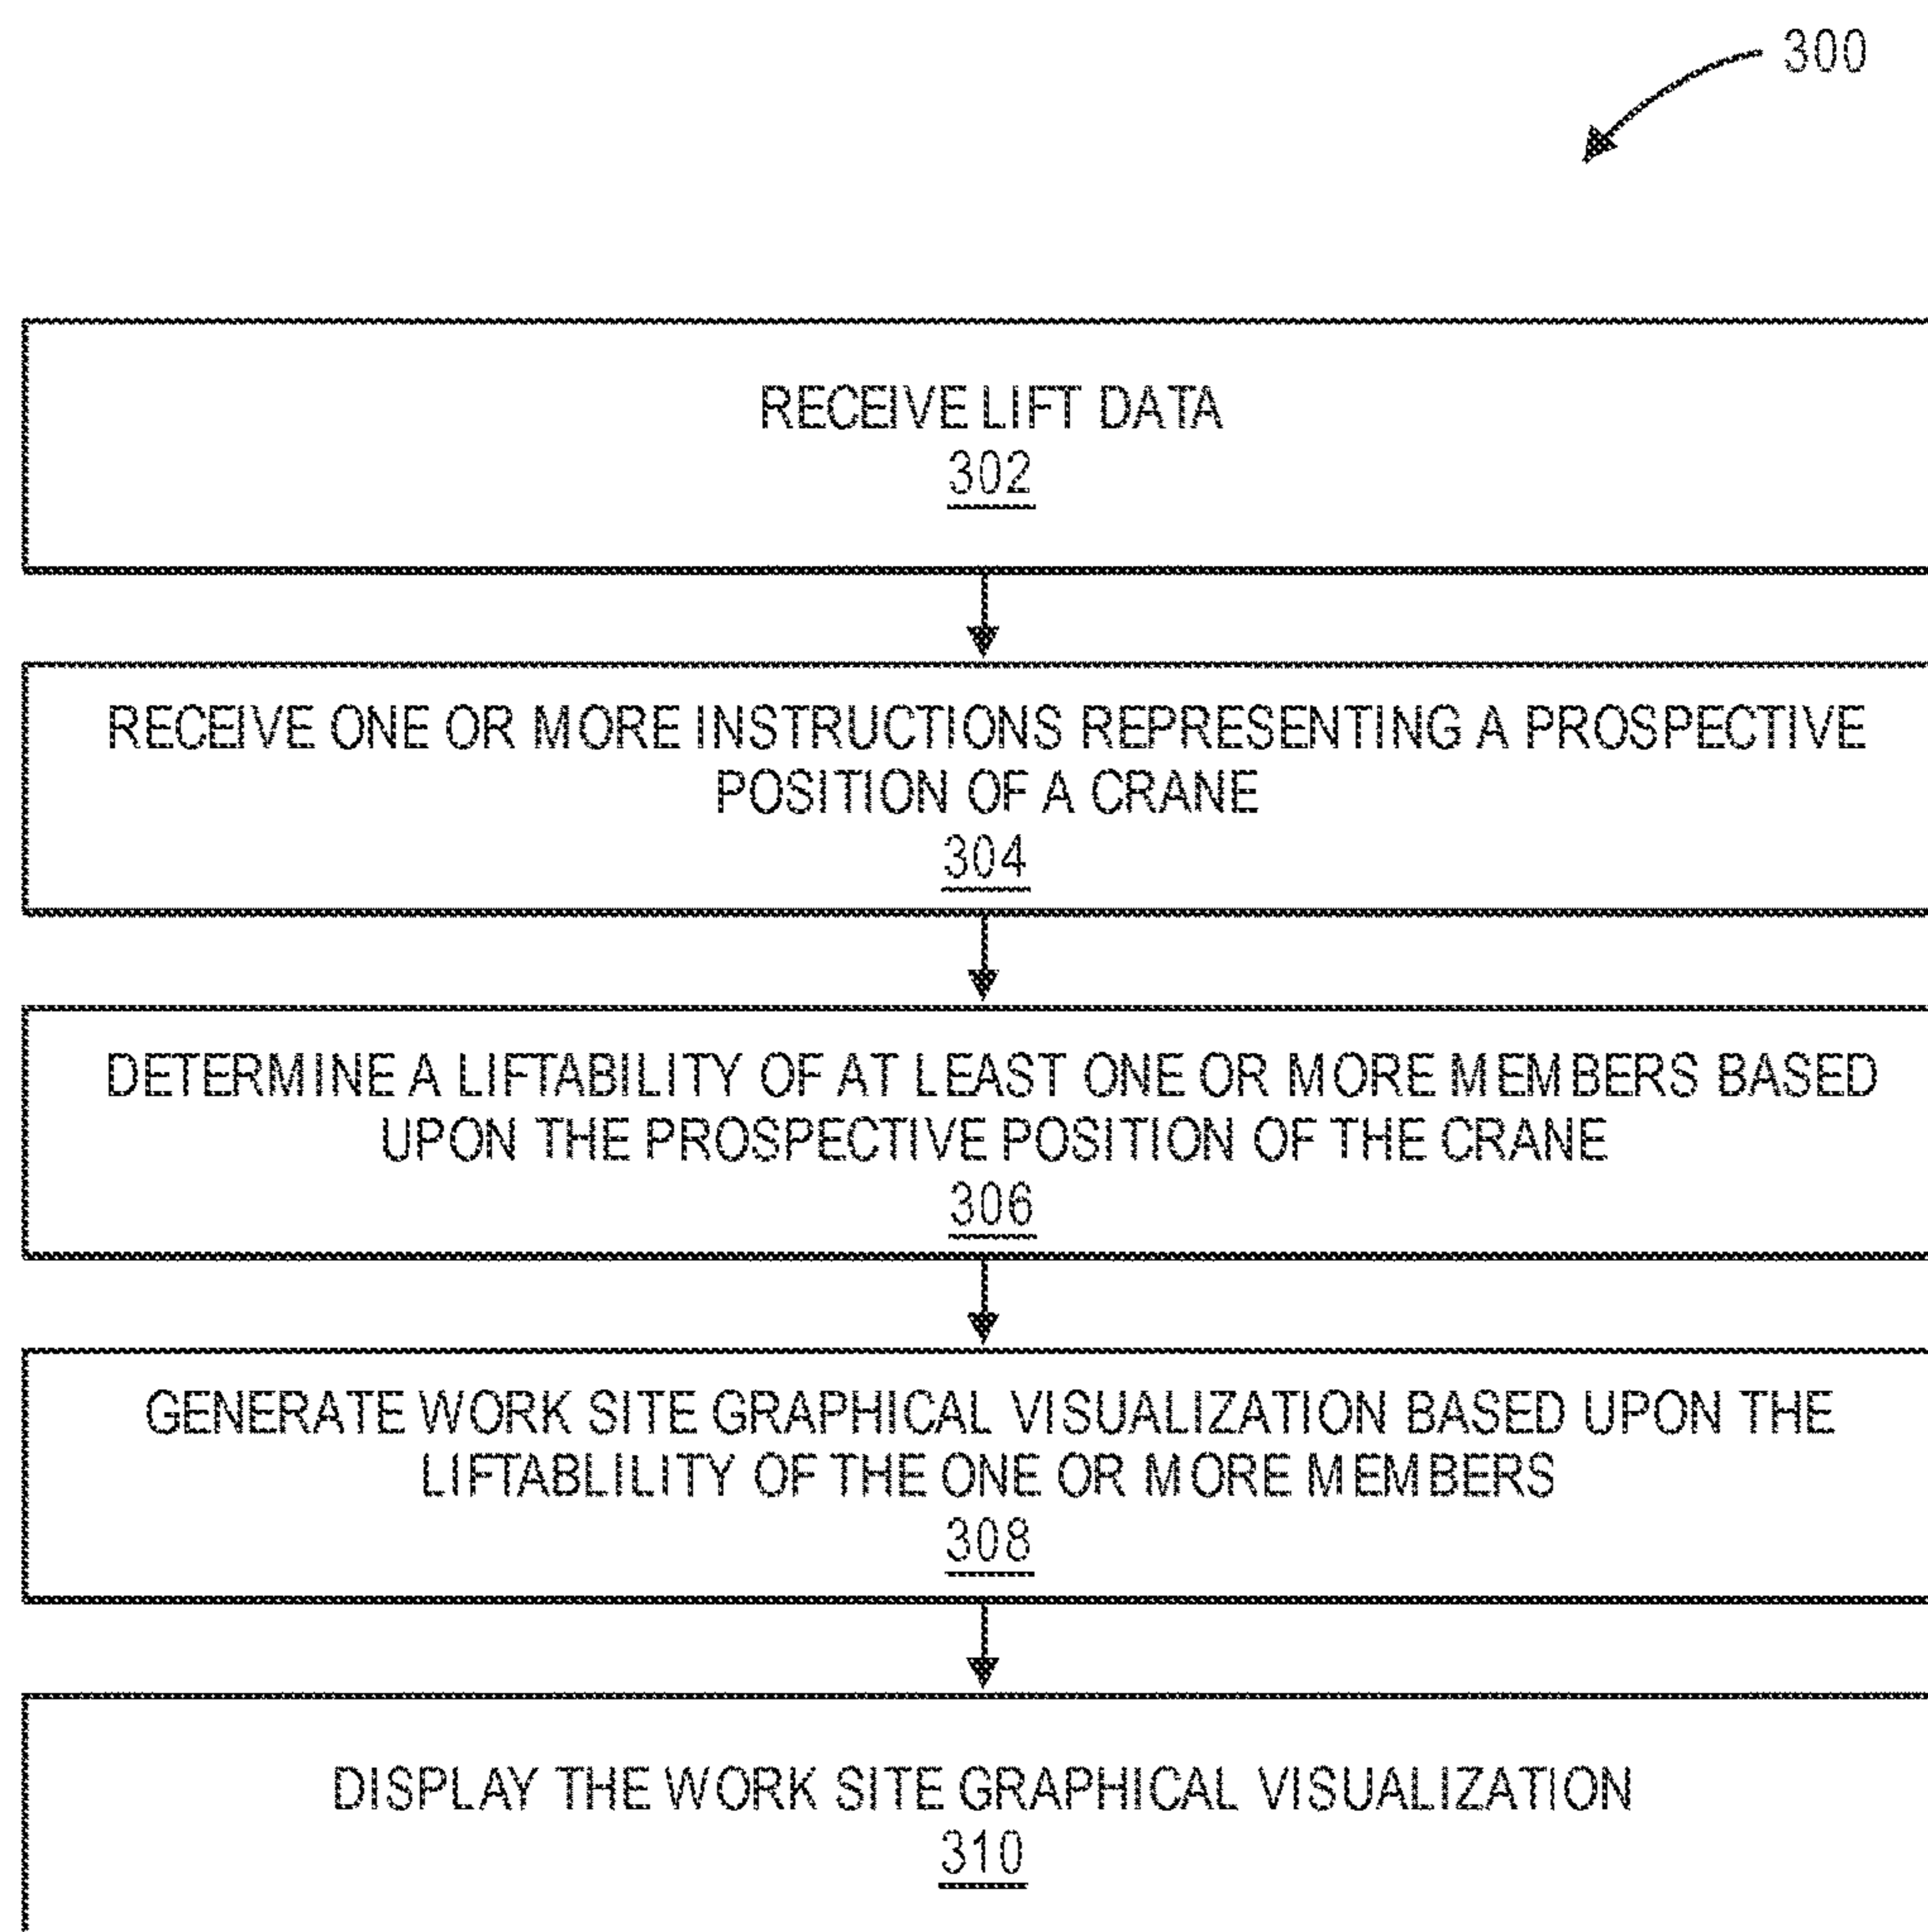 300
RECEIVE LIFT DATA
302
RECEIVE ONE OR MORE INSTRUCTIONS REPRESENTING A PROSPECTIVE
POSITION OF A CRANE
304
DETERMINE A LIFTABILITY OF AT LEAST ONE OR MORE MEMBERS BASED
UPON THE PROSPECTIVE POSITION OF THE CRANE
306
GENERATE WORK SITE GRAPHICAL VISUALIZATION BASED UPON THE
LIFTABLILITY OF THE ONE OR MORE MEMBERS
308
DISPLAY THE WORK SITE GRAPHICAL VISUALIZATION
310